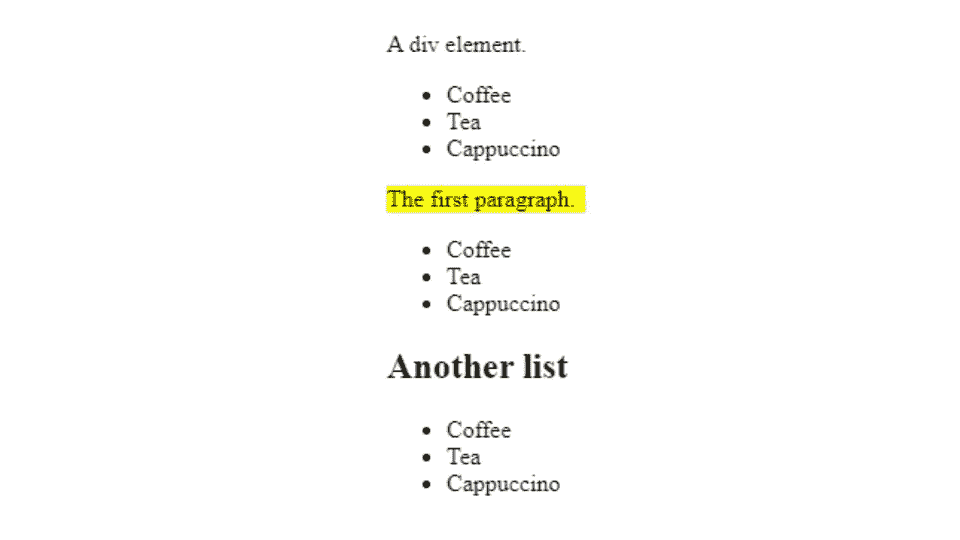 A div element.
• Coffee
• Tea
• Cappuccino
The first paragraph.
• Coffee
• Tea
• Cappuccino
Another list
• Coffee
• Tea
• Cappuccino